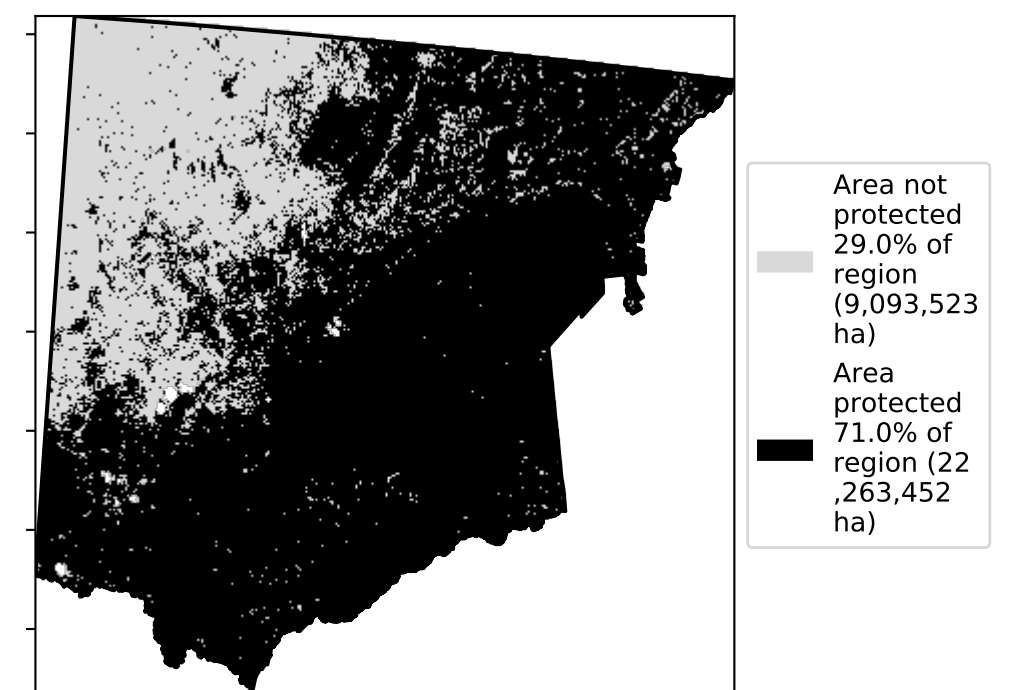 Area not
protected
29.0% of
region
(9,093,523
ha)
Area
protected
71.0% of
region (22
,263,452
ha)